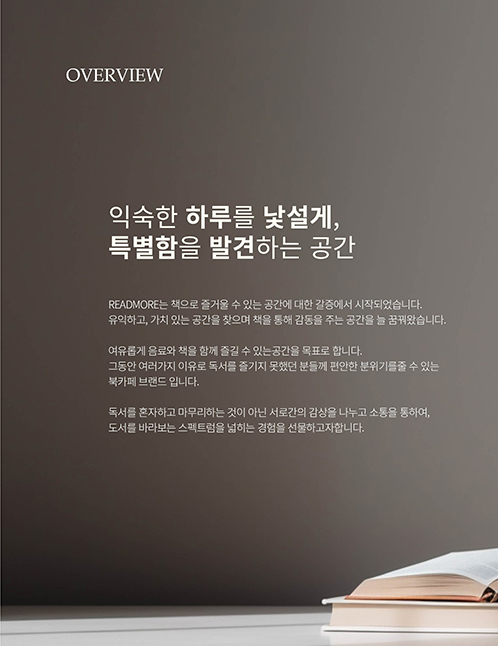 OVERVIEW
익숙한 하루를 낯설게,
특별함을 발견하는 공간
READMORE는 책으로 즐거울 수 있는 공간에 대한 갈증에서 시작되었습니다.
유익하고, 가치 있는 공간을 찾으며 책을 통해 감동을 주는 공간을 늘 꿈꿔왔습니다.
여유롭게 음료와 책을 함께 즐길 수 있는공간을 목표로 합니다.
그동안 여러가지 이유로 독서를 즐기지 못했던 분들께 편안한 분위기를줄 수 있는
북카페 브랜드 입니다.
독서를 혼자하고 마무리하는 것이 아닌 서로간의 감상을 나누고 소통을 통하여,
도서를 바라보는 스펙트럼을 넓히는 경험을 선물하고자합니다.